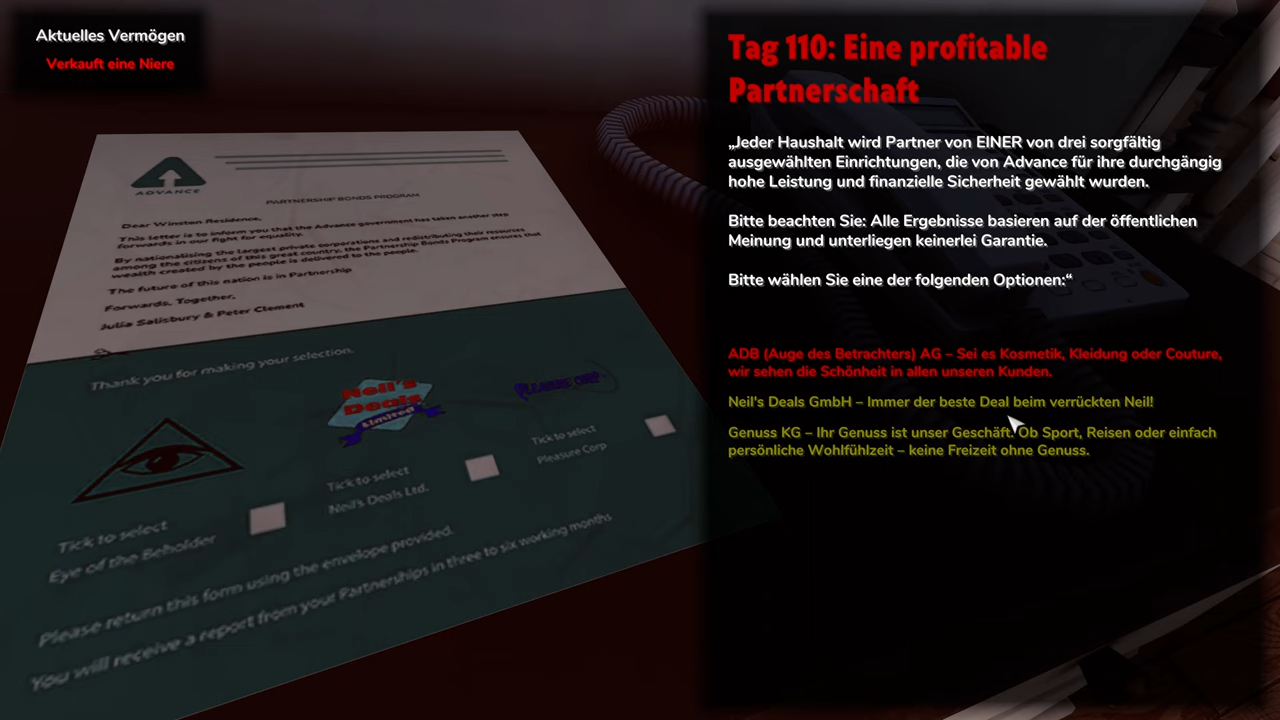 Aktuelles Vermögen
Verkauft eine Niere
Tag 110: Eine profitable
Partnerschaft
„Jeder Haushalt wird Partner von EINER von drei sorgfältig
ausgewählten Einrichtungen, die von Advance für ihre durchgängig
hohe Leistung und finanzielle Sicherheit gewählt wurden.
Bitte beachten Sie: Alle Ergebnisse basieren auf der öffentlichen
Meinung und unterliegen keinerlei Garantie.
Bitte wählen Sie eine der folgenden Optionen:“
ADB (Auge des Betrachters) AG – Sei es Kosmetik, Kleidung oder Couture,
wir sehen die Schönheit in allen unseren Kunden.
Neil's Deals GmbH – Immer der beste Deal beim verrückten Neil!
Genuss KG – Ihr Genuss ist unser Geschäft. Ob Sport, Reisen oder einfach
persönliche Wohlfühlzeit – keine Freizeit ohne Genuss.
ADVANCE
PARTNERSHIP BONDS PROGRAM
Dear Winston Residence,
This letter is to inform you that the Advance government has taken another step
forwards in our fight for equality.
By nationalising the largest private corporations and redistributing their resources
among the citizens of this great country, the Partnership Bonds Program ensures that
wealth created by the people is delivered to the people.
The future of this nation is in Partnership
Forwards, Together,
Julia Salisbury & Peter Clement
Thank you for making your selection.
Neil's
Deals
Limited
PLEASURE CORP
Tick to select
Eye of the Beholder
Tick to select
Neil's Deals Ltd.
Tick to select
Pleasure Corp
Please return this form using the envelope provided.
You will receive a report from your Partnerships in three to six working months